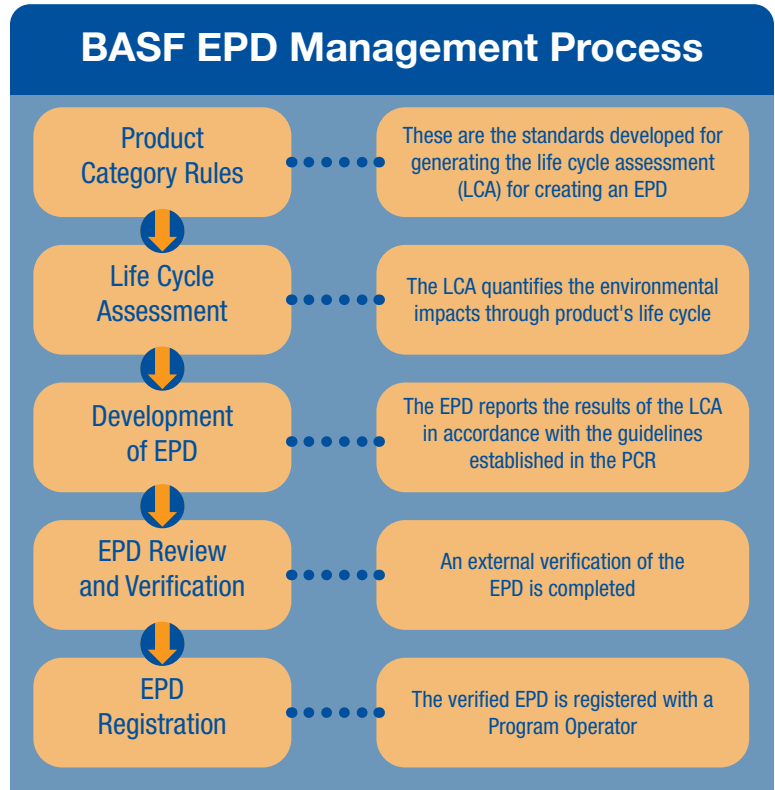 BASF EPD Management Process
Product
Category Rules
These are the standards developed for
generating the life cycle assessment
(LCA) for creating an EPD
Life Cycle
Assessment
The LCA quantifies the environmental
impacts through product's life cycle
Development
of EPD
The EPD reports the results of the LCA
in accordance with the guidelines
established in the PCR
EPD Review
and Verification
An external verification of the
EPD is completed
EPD
Registration
The verified EPD is registered with a
Program Operator